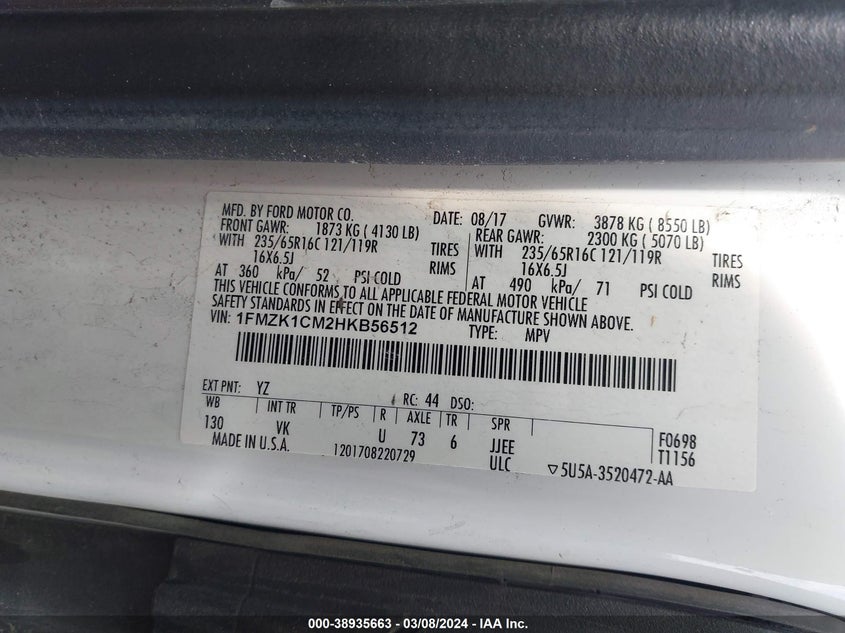 MFD. BY FORD MOTOR CO. DATE: 08/17 GVWR: 3878 KG ( 8550 LB)
FRONT GAWR: 1873 KG ( 4130 LB) REAR GAWR: 2300 KG ( 5070 LB)
WITH 235/65R16C 121/119R TIRES WITH 235/65R16C 121/119R TIRES
16X6.5J RIMS 16X6.5J RIMS
AT 360 kPa/ 52 PSI COLD AT 490 kPa/ 71 PSI COLD
THIS VEHICLE CONFORMS TO ALL APPLICABLE FEDERAL MOTOR VEHICLE
SAFETY STANDARDS IN EFFECT ON THE DATE OF MANUFACTURE SHOWN ABOVE.
VIN: 1FMZK1CM2HKB56512 TYPE: MPV
EXT PNT: YZ RC: 44 DSO:
WB INT TR TP/PS R AXLE TR SPR
130 VK U 73 6 JJEE F0698
MADE IN U.S.A. 1201708220729 ULC T1156
▽5U5A-3520472-AA
000-38935663 - 03/08/2024 - IAA Inc.